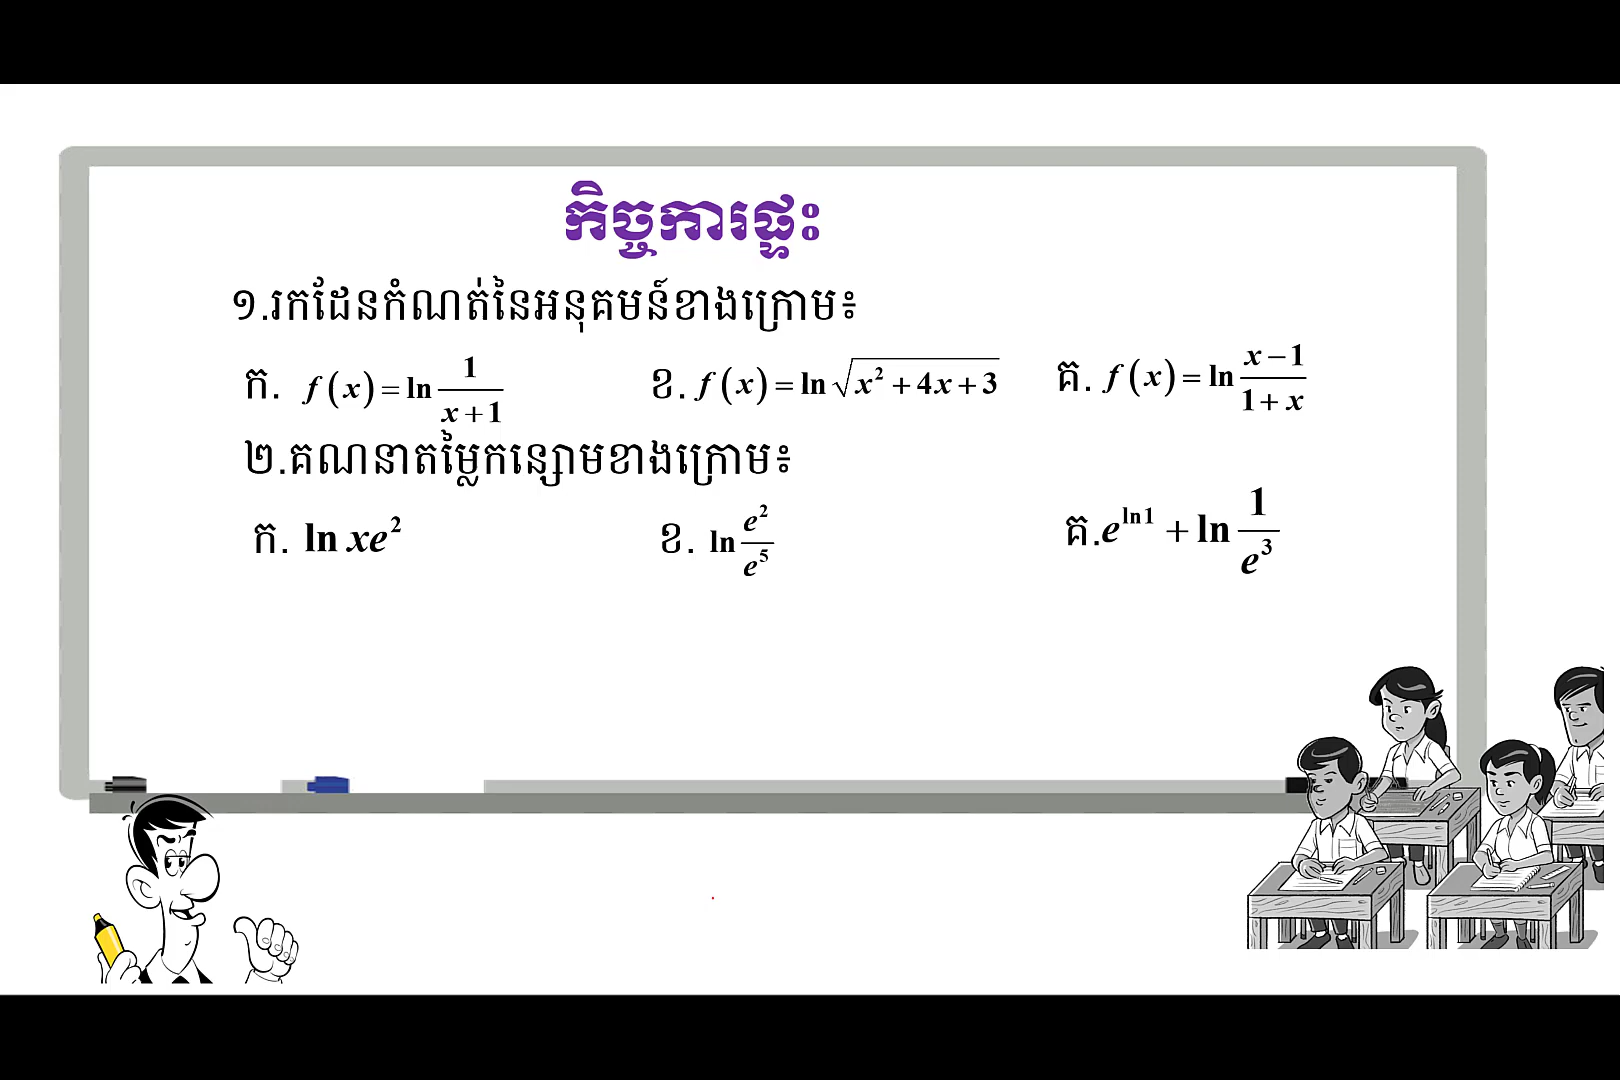 កិច្ចការផ្ទះ
១.រកដែនកំណត់នៃអនុគមន៍ខាងក្រោម៖
ក. f(x) = ln 1/(x+1) ខ. f(x) = ln √(x² + 4x + 3) គ. f(x) = ln (x−1)/(1+x)
២.គណនាតម្លៃកន្សោមខាងក្រោម៖
ក. ln xe² ខ. ln e²/e⁵ គ. e^(ln1) + ln 1/e³